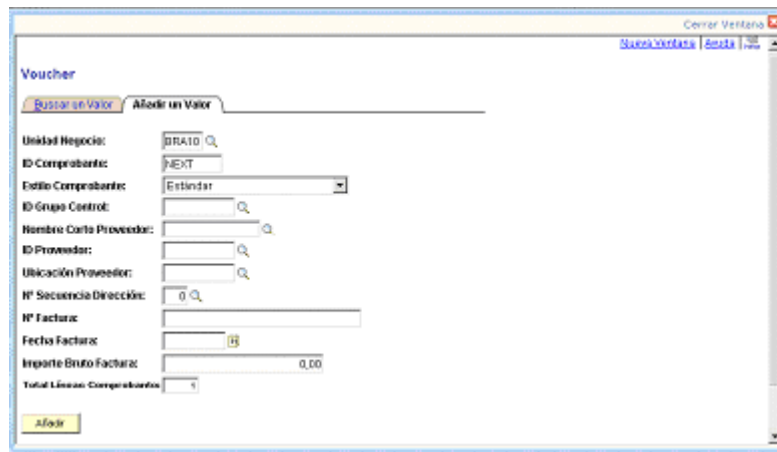 Cerrar Ventana
Nueva Ventana | Ayuda |
Voucher
Buscar un Valor
Añadir un Valor
Unidad Negocio: BRA10
ID Comprobante: NEXT
Estilo Comprobante: Estándar
ID Grupo Control:
Nombre Corto Proveedor:
ID Proveedor:
Ubicación Proveedor:
Nº Secuencia Dirección: 0
Nº Factura:
Fecha Factura:
Importe Bruto Factura: 0,00
Total Líneas Comprobante: 1
Añadir